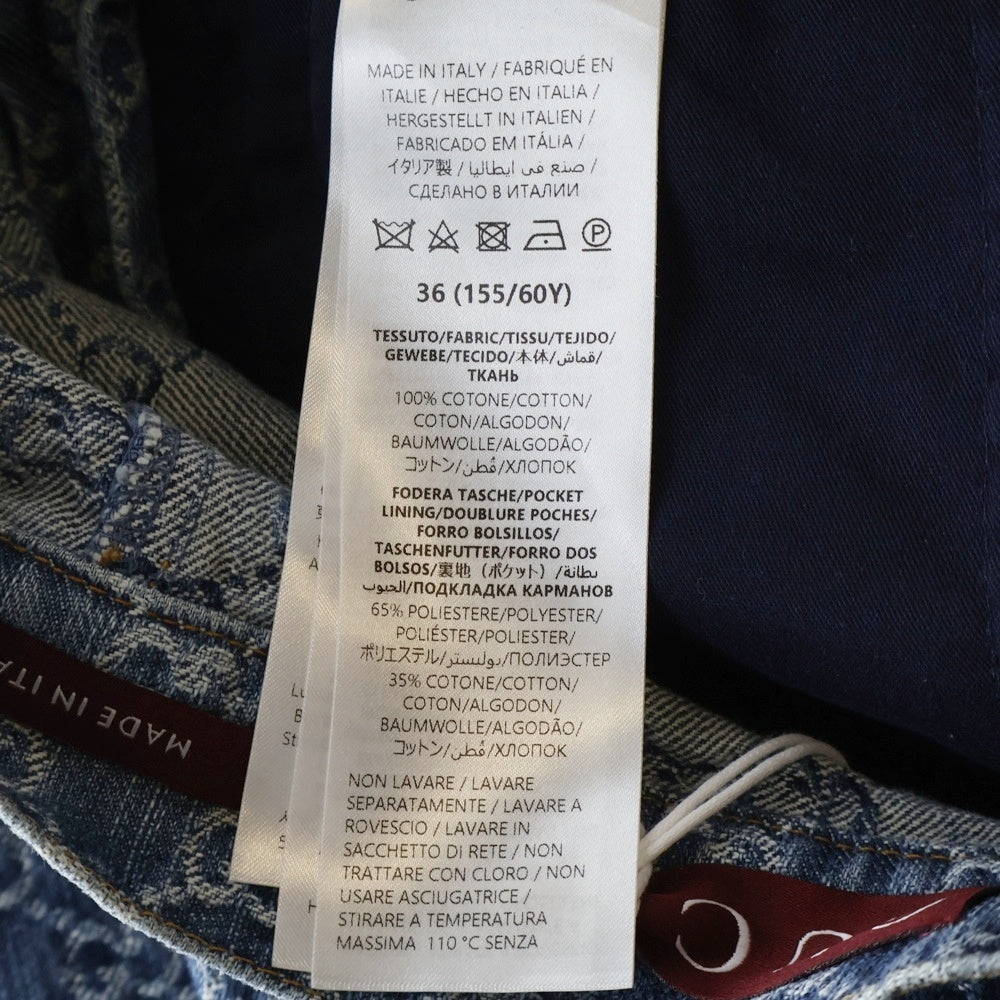 MADE IN ITALY / FABRIQUÉ EN
ITALIE / HECHO EN ITALIA /
HERGESTELLT IN ITALIEN /
FABRICADO EM ITÁLIA /
イタリア製 / صنع في ايطاليا /
СДЕЛАНО В ИТАЛИИ
P
36 (155/60Y)
TESSUTO/FABRIC/TISSU/TEJIDO/
GEWEBE/TECIDO/本体/قماش/
ТКАНЬ
100% COTONE/COTTON/
COTON/ALGODON/
BAUMWOLLE/ALGODÃO/
コットン/قُطن/ХЛОПОК
FODERA TASCHE/POCKET
LINING/DOUBLURE POCHES/
FORRO BOLSILLOS/
TASCHENFUTTER/FORRO DOS
BOLSOS/裏地（ポケット）/بطانة
الجيوب/ПОДКЛАДКА КАРМАНОВ
65% POLIESTERE/POLYESTER/
POLIÉSTER/POLIESTER/
ポリエステル/بوليستر/ПОЛИЭСТЕР
35% COTONE/COTTON/
COTON/ALGODON/
BAUMWOLLE/ALGODÃO/
コットン/قُطن/ХЛОПОК
NON LAVARE / LAVARE
SEPARATAMENTE / LAVARE A
ROVESCIO / LAVARE IN
SACCHETTO DI RETE / NON
TRATTARE CON CLORO / NON
USARE ASCIUGATRICE /
STIRARE A TEMPERATURA
MASSIMA 110 °C SENZA
MADE IN ITA